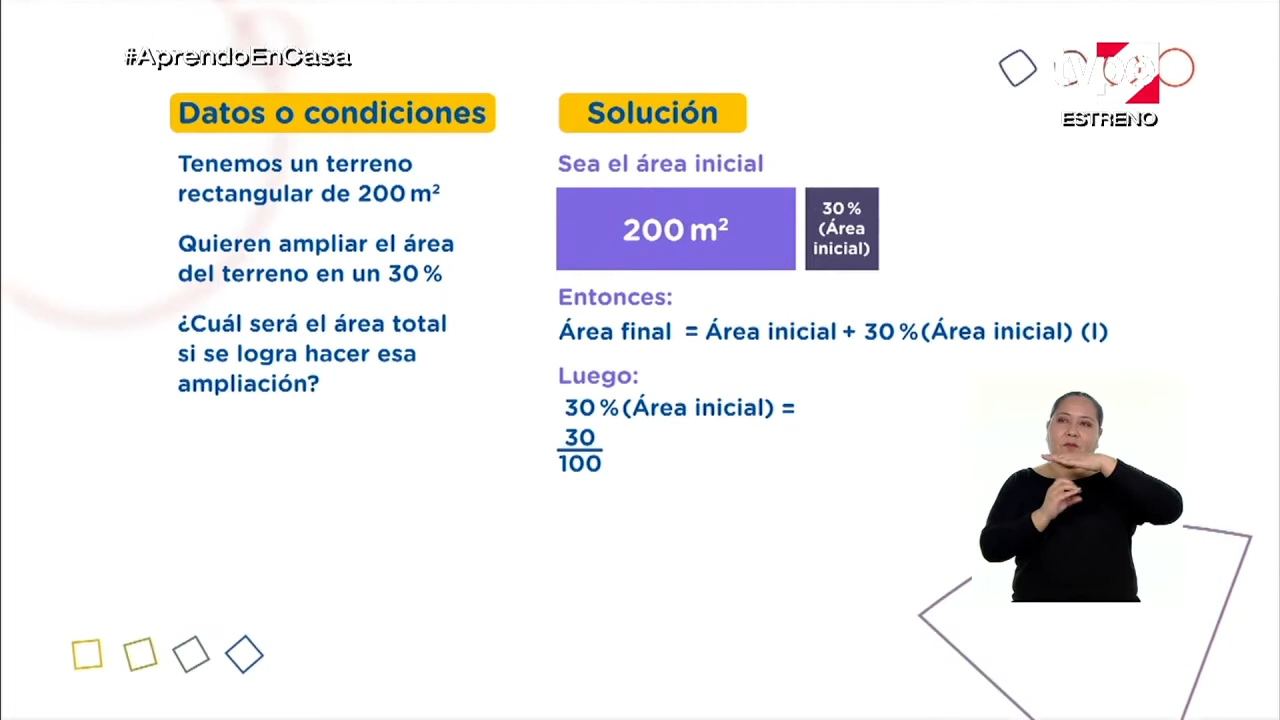 #AprendoEnCasa
tvpe
ESTRENO
Datos o condiciones
Tenemos un terreno
rectangular de 200 m²
Quieren ampliar el área
del terreno en un 30 %
¿Cuál será el área total
si se logra hacer esa
ampliación?
Solución
Sea el área inicial
200 m²
30 %
(Área
inicial)
Entonces:
Área final = Área inicial + 30 %(Área inicial) (I)
Luego:
30 %(Área inicial) =
30
100